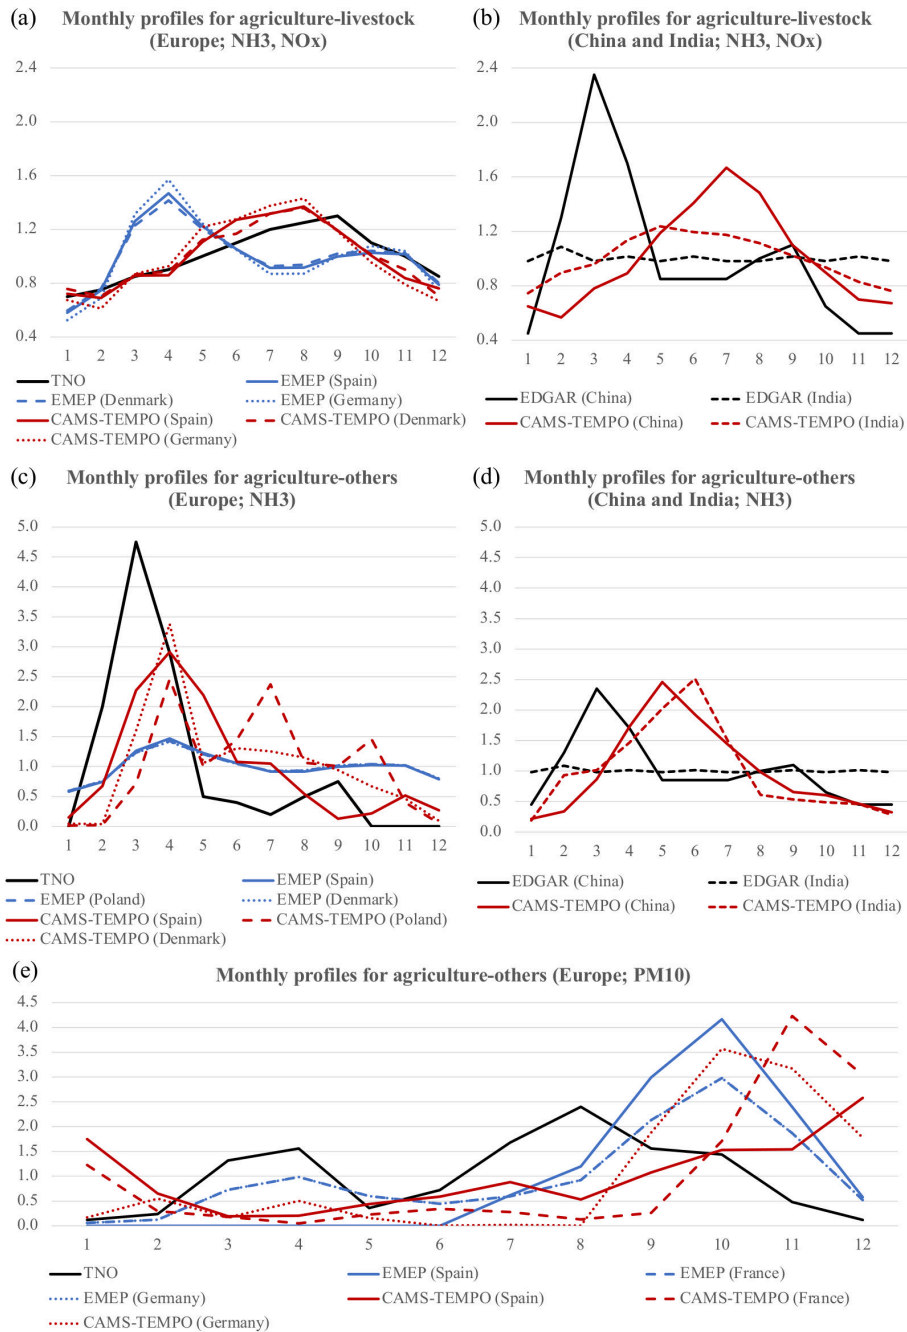 (a) Monthly profiles for agriculture-livestock
(Europe; NH3, NOx)
2.4
2.0
1.6
1.2
0.8
0.4
1 2 3 4 5 6 7 8 9 10 11 12
TNO EMEP (Spain)
EMEP (Denmark) EMEP (Germany)
CAMS-TEMPO (Spain) CAMS-TEMPO (Denmark)
CAMS-TEMPO (Germany)
(b) Monthly profiles for agriculture-livestock
(China and India; NH3, NOx)
2.4
2.0
1.6
1.2
0.8
0.4
1 2 3 4 5 6 7 8 9 10 11 12
EDGAR (China) EDGAR (India)
CAMS-TEMPO (China) CAMS-TEMPO (India)
(c) Monthly profiles for agriculture-others
(Europe; NH3)
5.0
4.5
4.0
3.5
3.0
2.5
2.0
1.5
1.0
0.5
0.0
1 2 3 4 5 6 7 8 9 10 11 12
TNO EMEP (Spain)
EMEP (Poland) EMEP (Denmark)
CAMS-TEMPO (Spain) CAMS-TEMPO (Poland)
CAMS-TEMPO (Denmark)
(d) Monthly profiles for agriculture-others
(China and India; NH3)
5.0
4.5
4.0
3.5
3.0
2.5
2.0
1.5
1.0
0.5
0.0
1 2 3 4 5 6 7 8 9 10 11 12
EDGAR (China) EDGAR (India)
CAMS-TEMPO (China) CAMS-TEMPO (India)
(e) Monthly profiles for agriculture-others (Europe; PM10)
4.5
4.0
3.5
3.0
2.5
2.0
1.5
1.0
0.5
0.0
1 2 3 4 5 6 7 8 9 10 11 12
TNO EMEP (Spain) EMEP (France)
EMEP (Germany) CAMS-TEMPO (Spain) CAMS-TEMPO (France)
CAMS-TEMPO (Germany)